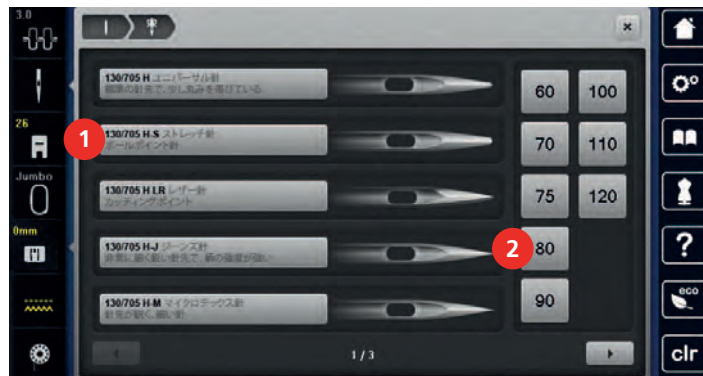 3.0
26
Jumbo
0mm
130/705 H ユニバーサル針
標準の針先で、少し丸みを帯びている
1
130/705 H-S ストレッチ針
ボールポイント針
130/705 H LR レザー針
カッティングポイント
130/705 H-J ジーンズ針
非常に細く鋭い針先で、柄の強度が強い
130/705 H-M マイクロテックス針
針先が鋭く、細い針
60 100
70 110
75 120
2
80
90
1 / 3
?
eco
clr